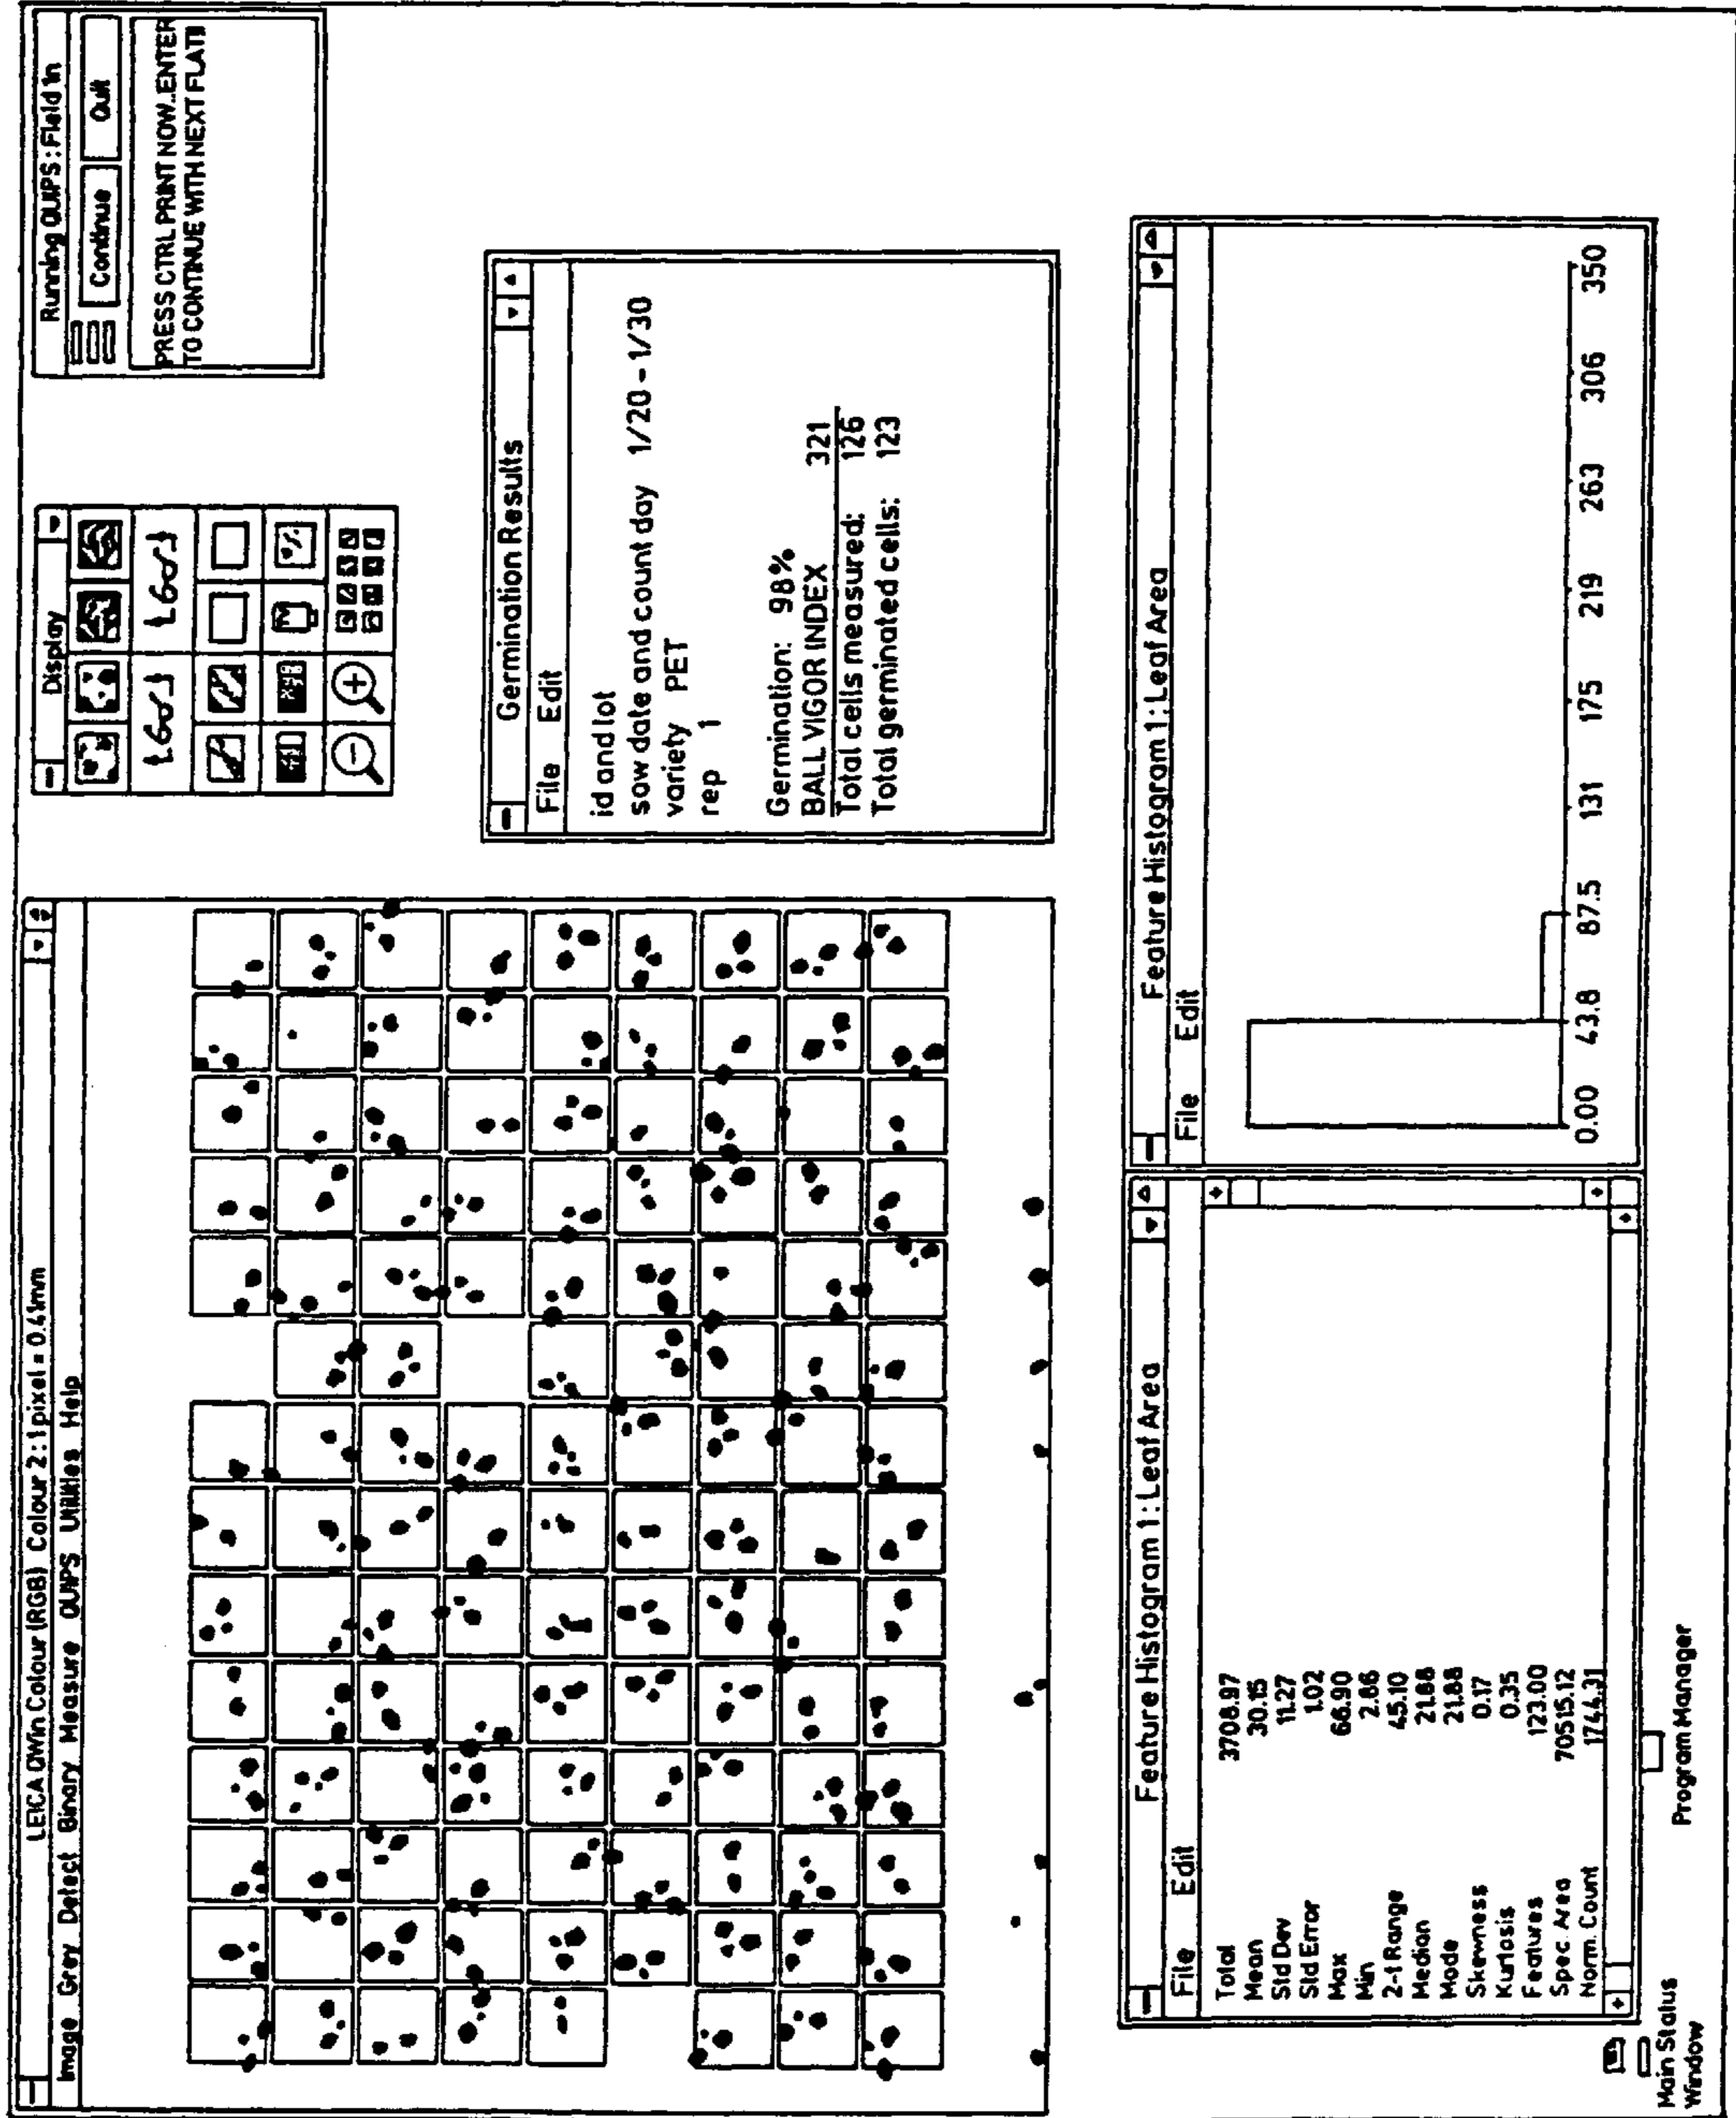 LEICA QWin Colour (RGB) Colour 2:1 pixel = 0.41mm
Image Grey Detect Binary Measure QUIPS Utilities Help
Display
Running QUIPS : Field 1n
Continue Quit
PRESS CTRL PRINT NOW..ENTER
TO CONTINUE WITH NEXT FLAT!!
Germination Results
File Edit
id and lot
sow date and count day 1/20 - 1/30
variety PET
rep 1
Germination: 98%
BALL VIGOR INDEX 321
Total cells measured: 126
Total germinated cells: 123
Feature Histogram 1: Leaf Area
File Edit
Total 3708.97
Mean 30.15
Std Dev 11.27
Std Error 1.02
Max 66.90
Min 2.86
2-1 Range 45.10
Median 21.88
Mode 21.88
Skewness 0.17
Kurtosis 0.35
Features 123.00
Spec. Area 70515.12
Norm. Count 1744.31
Feature Histogram 1: Leaf Area
File Edit
0.00 43.8 87.5 131 175 219 263 306 350
Main Status
Window
Program Manager